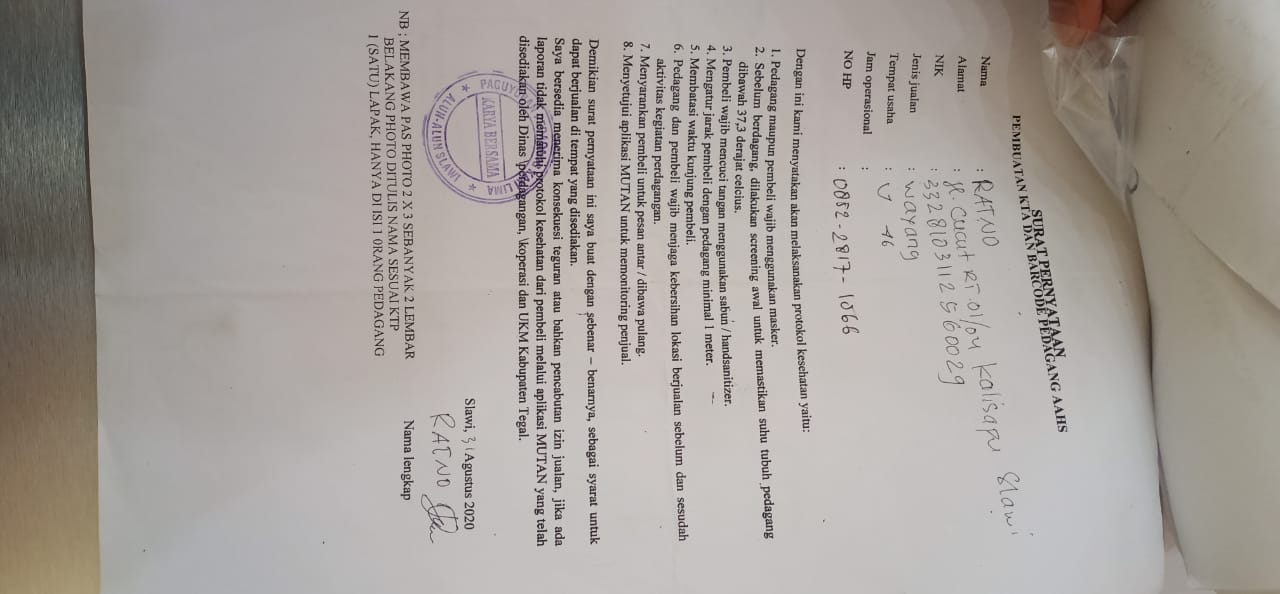 SURAT PERNYATAAN
PEMBUATAN KTA DAN BARCODE PEDAGANG AAHS
Nama : RATNO
Alamat : Jl. Cucut RT.01/04 Kalisapu Slawi
NIK : 3328103112560029
Jenis jualan : wayang
Tempat usaha : V 46
Jam operasional :
NO HP : 0852-2817-1066
Dengan ini kami menyatakan akan melaksanakan protokol kesehatan yaitu:
1. Pedagang maupun pembeli wajib menggunakan masker.
2. Sebelum berdagang, dilakukan screening awal untuk memastikan suhu tubuh pedagang
dibawah 37,3 derajat celcius.
3. Pembeli wajib mencuci tangan menggunakan sabun / handsanitizer.
4. Mengatur jarak pembeli dengan pedagang minimal 1 meter.
5. Membatasi waktu kunjung pembeli.
6. Pedagang dan pembeli wajib menjaga kebersihan lokasi berjualan sebelum dan sesudah
aktivitas kegiatan perdagangan.
7. Menyarankan pembeli untuk pesan antar / dibawa pulang.
8. Menyetujui aplikasi MUTAN untuk memonitoring penjual.
Demikian surat pernyataan ini saya buat dengan sebenar – benarnya, sebagai syarat untuk
dapat berjualan di tempat yang disediakan.
Saya bersedia menerima konsekuesi teguran atau bahkan pencabutan izin jualan, jika ada
laporan tidak mematuhi protokol kesehatan dari pembeli melalui aplikasi MUTAN yang telah
disediakan oleh Dinas perdagangan, koperasi dan UKM Kabupaten Tegal.
KARYA BERSAMA
ALUN-ALUN SLAWI
LIMA
Slawi, 31 Agustus 2020
RATNO
Nama lengkap
NB : MEMBAWA PAS PHOTO 2 X 3 SEBANYAK 2 LEMBAR
BELAKANG PHOTO DITULIS NAMA SESUAI KTP
1 (SATU) LAPAK, HANYA DI ISI 1 0RANG PEDAGANG